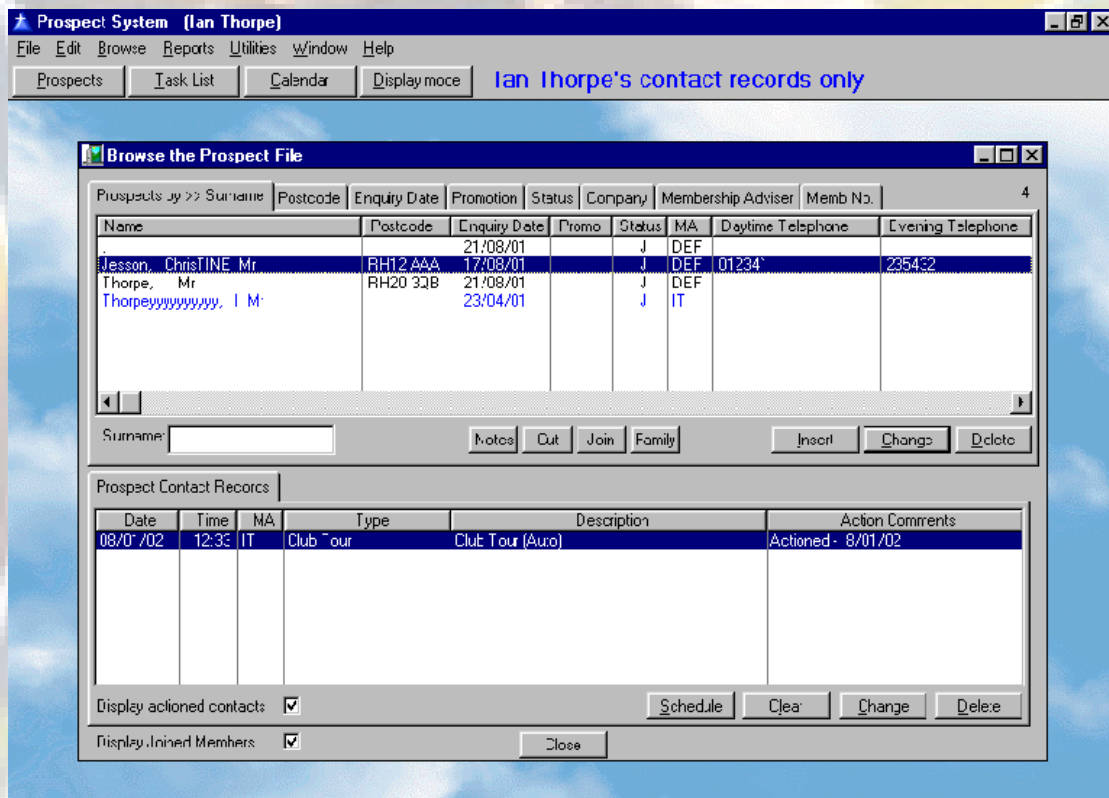 Prospect System (Ian Thorpe)
File Edit Browse Reports Utilities Window Help
Prospects Task List Calendar Display mode Ian Thorpe's contact records only
Browse the Prospect File
Prospects by >> Surname Postcode Enquiry Date Promotion Status Company Membership Adviser Memb No. 4
Name Postcode Enquiry Date Promo Status MA Daytime Telephone Evening Telephone
. 21/08/01 J DEF
Jesson, ChrisTINE Mr RH12 AAA 17/08/01 J DEF 01234 235432
Thorpe, Mr RH20 3QB 21/08/01 J DEF
Thorpeyyyyyyyyyy, I Mr 23/04/01 J IT
Surname:
Notes Cut Join Family Insert Change Delete
Prospect Contact Records
Date Time MA Type Description Action Comments
08/01/02 12:33 IT Club Tour Club Tour (Auto) Actioned - 8/01/02
Display actioned contacts Schedule Clear Change Delete
Display Joined Members Close